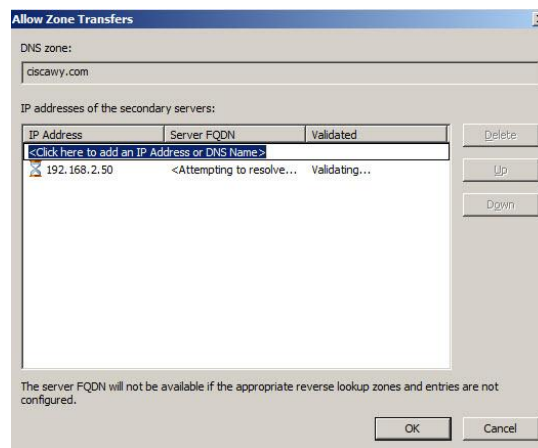 Allow Zone Transfers
DNS zone:
ciscawy.com
IP addresses of the secondary servers:
IP Address Server FQDN Validated
<Click here to add an IP Address or DNS Name>
192.168.2.50 <Attempting to resolve... Validating...
Delete
Up
Down
The server FQDN will not be available if the appropriate reverse lookup zones and entries are not
configured.
OK Cancel